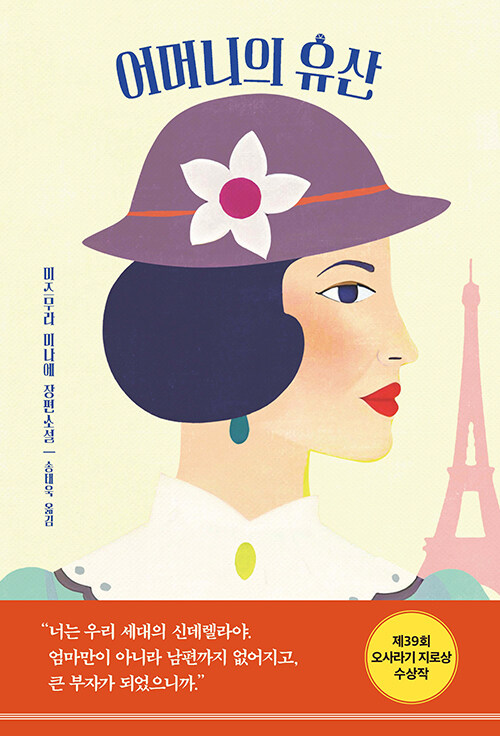 어머니의 유산
미즈무라 미나에 장편소설 | 송태욱 옮김
“너는 우리 세대의 신데렐라야.
엄마만이 아니라 남편까지 없어지고,
큰 부자가 되었으니까.”
제39회
오사라기 지로상
수상작